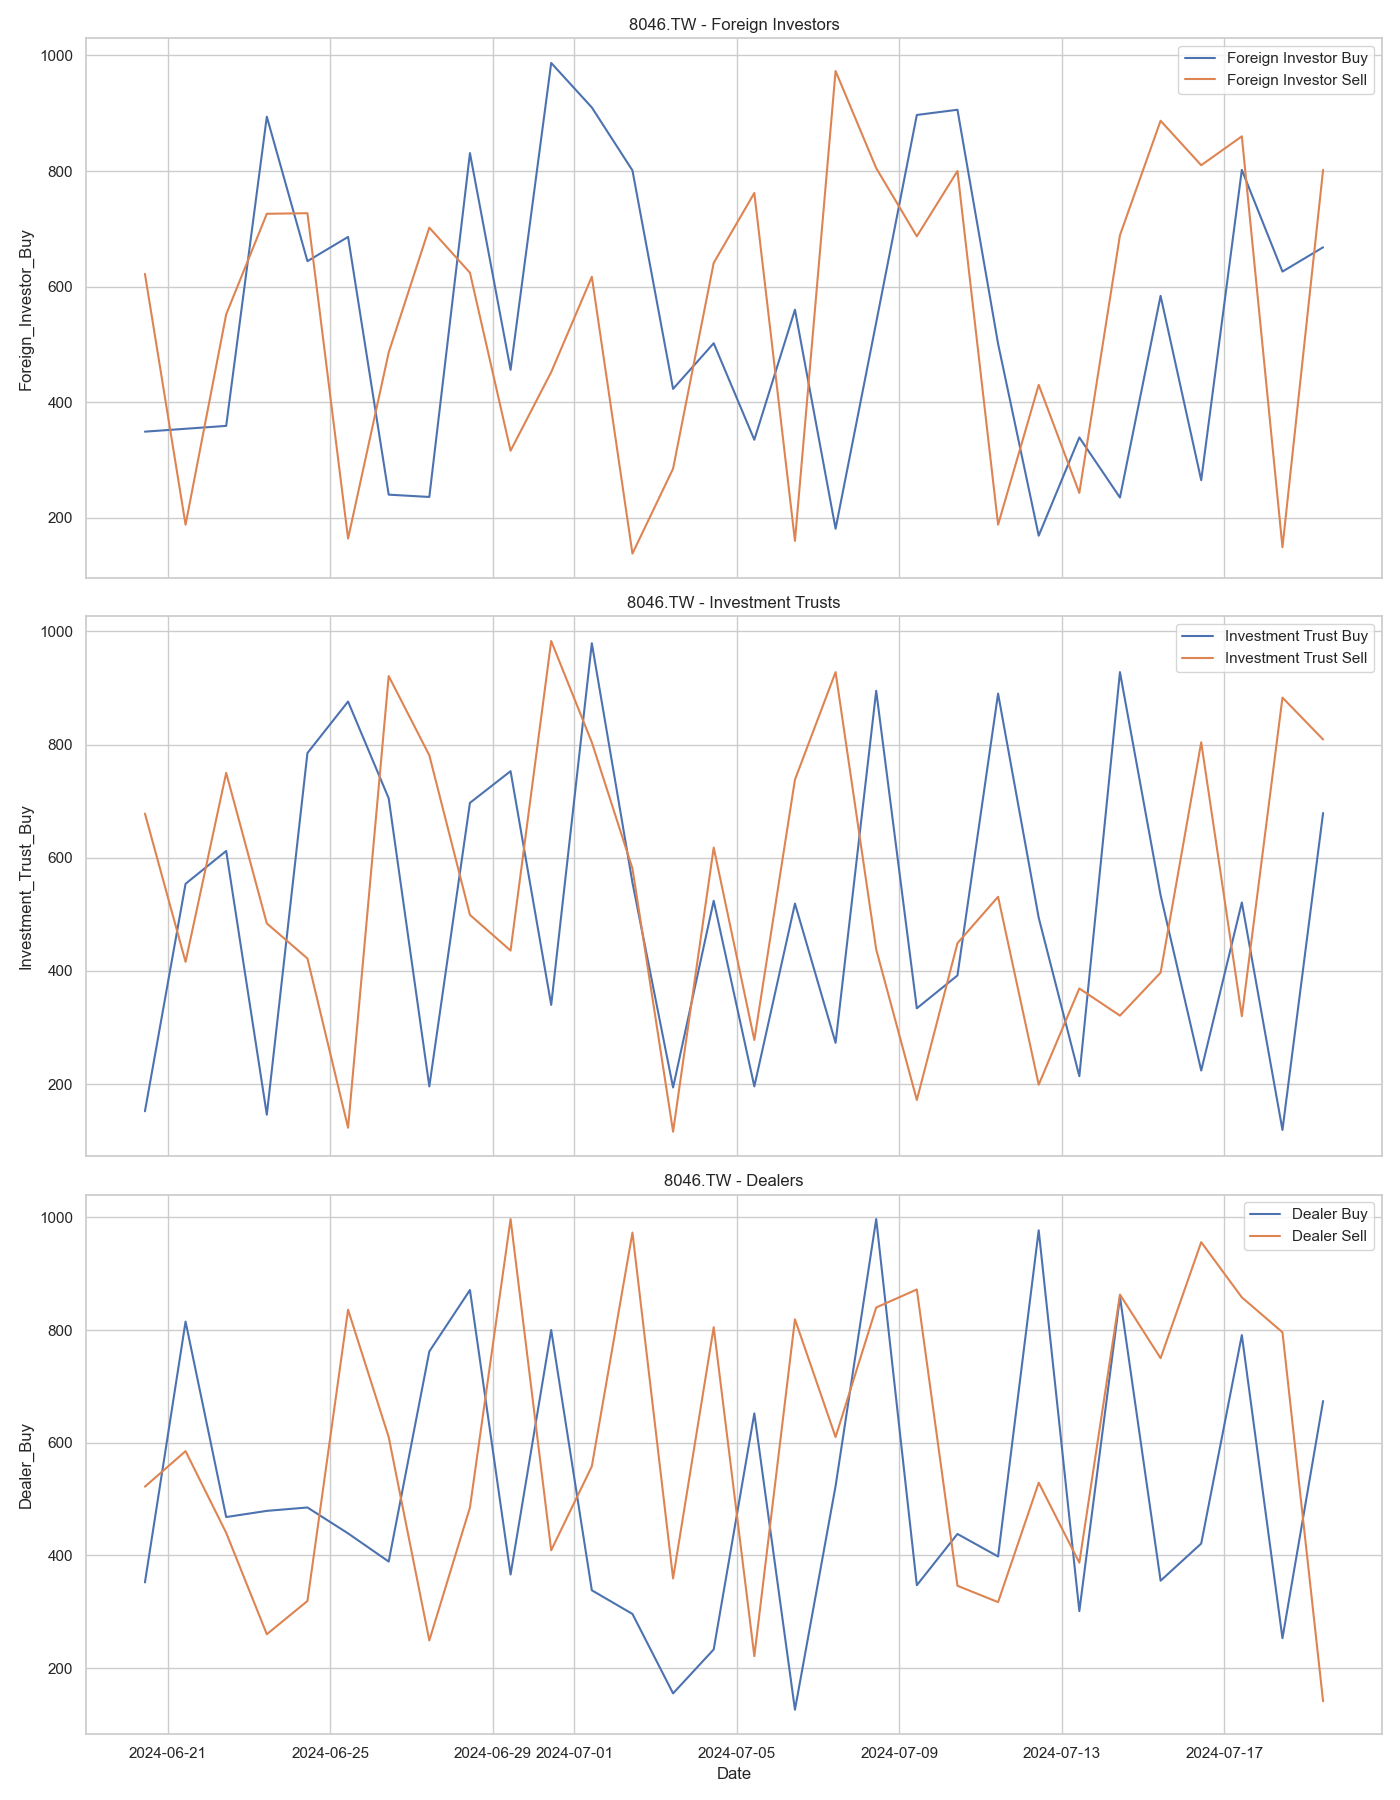 8046.TW - Foreign Investors
Foreign Investor Buy
Foreign Investor Sell
Foreign_Investor_Buy
1000
800
600
400
200
8046.TW - Investment Trusts
Investment Trust Buy
Investment Trust Sell
Investment_Trust_Buy
1000
800
600
400
200
8046.TW - Dealers
Dealer Buy
Dealer Sell
Dealer_Buy
1000
800
600
400
200
2024-06-21 2024-06-25 2024-06-29 2024-07-01 2024-07-05 2024-07-09 2024-07-13 2024-07-17
Date